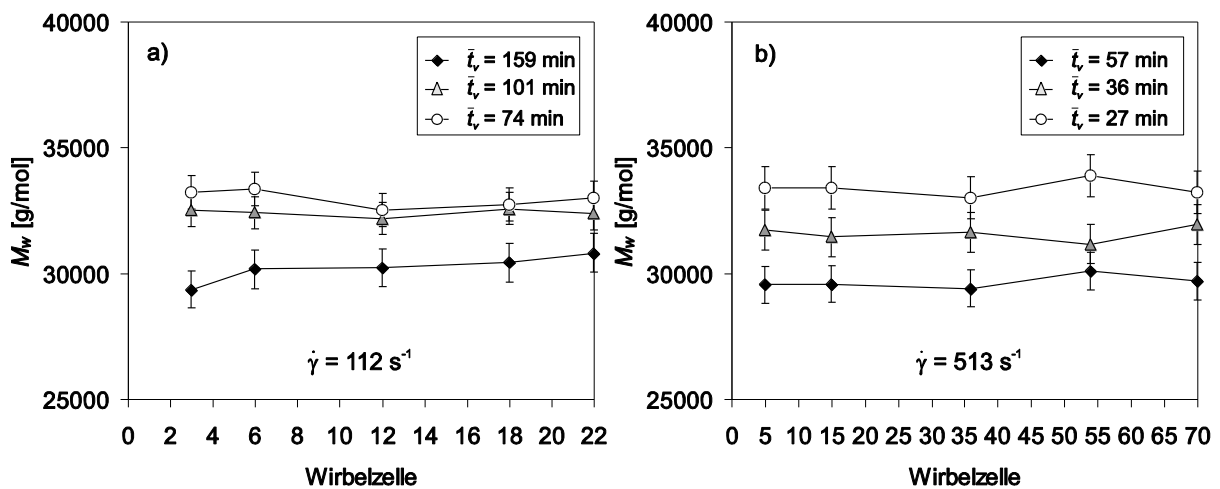 a)
t̄ᵥ = 159 min
t̄ᵥ = 101 min
t̄ᵥ = 74 min
40000
35000
30000
25000
Mw [g/mol]
γ̇ = 112 s⁻¹
0 2 4 6 8 10 12 14 16 18 20 22
Wirbelzelle
b)
t̄ᵥ = 57 min
t̄ᵥ = 36 min
t̄ᵥ = 27 min
40000
35000
30000
25000
Mw [g/mol]
γ̇ = 513 s⁻¹
0 5 10 15 20 25 30 35 40 45 50 55 60 65 70
Wirbelzelle